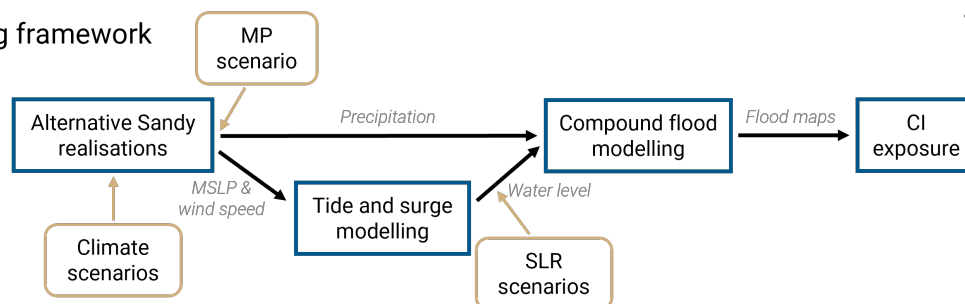 g framework
MP
scenario
Alternative Sandy
realisations
Precipitation
Compound flood
modelling
Flood maps
CI
exposure
MSLP &
wind speed
Tide and surge
modelling
Water level
Climate
scenarios
SLR
scenarios